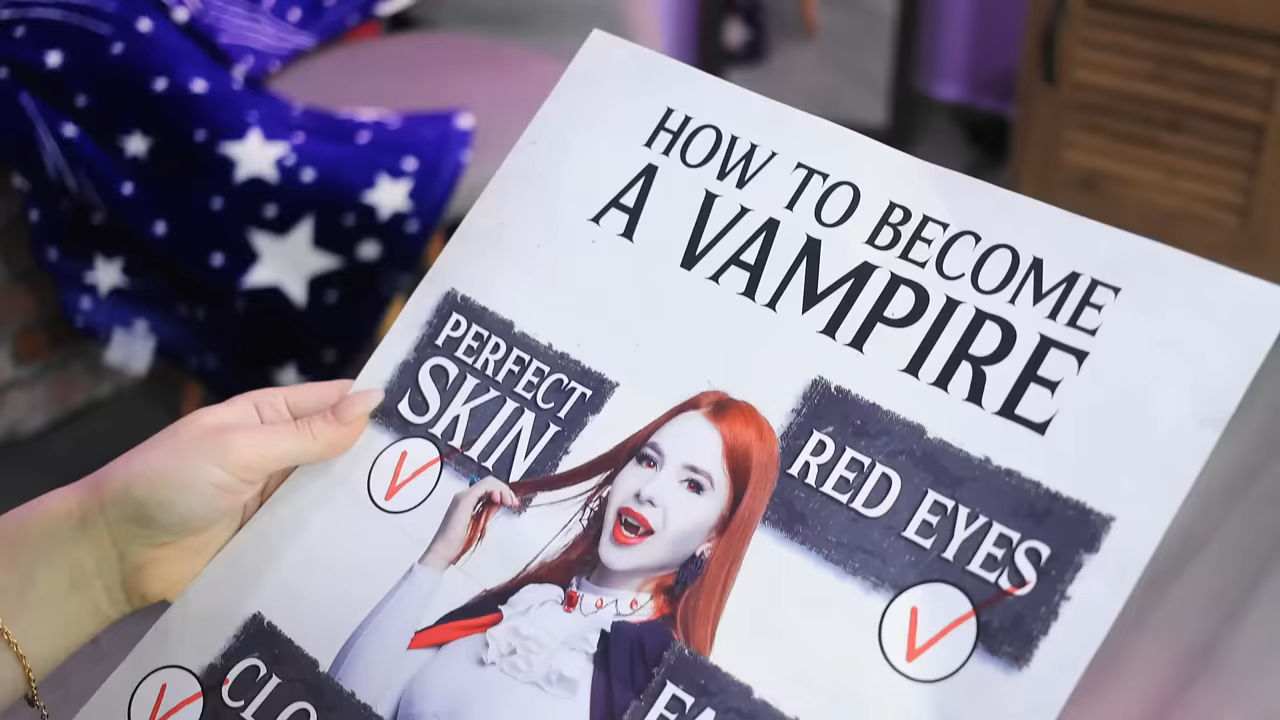 HOW TO BECOME
A VAMPIRE
PERFECT
SKIN
RED EYES